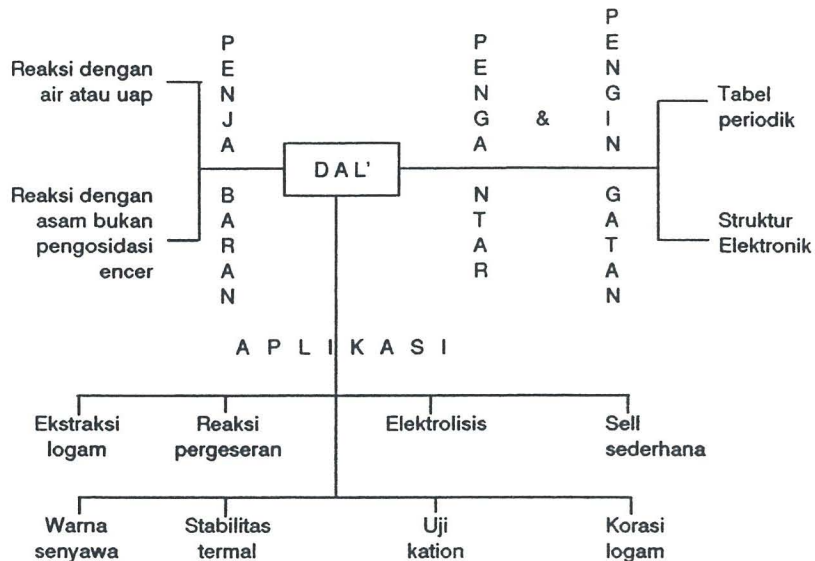 Reaksi dengan
air atau uap
Reaksi dengan
asam bukan
pengosidasi
encer
PENJABARAN
DAL'
PENGANTAR
&
PENGINGATAN
Tabel
periodik
Struktur
Elektronik
APLIKASI
Ekstraksi
logam
Reaksi
pergeseran
Elektrolisis
Sell
sederhana
Warna
senyawa
Stabilitas
termal
Uji
kation
Korasi
logam